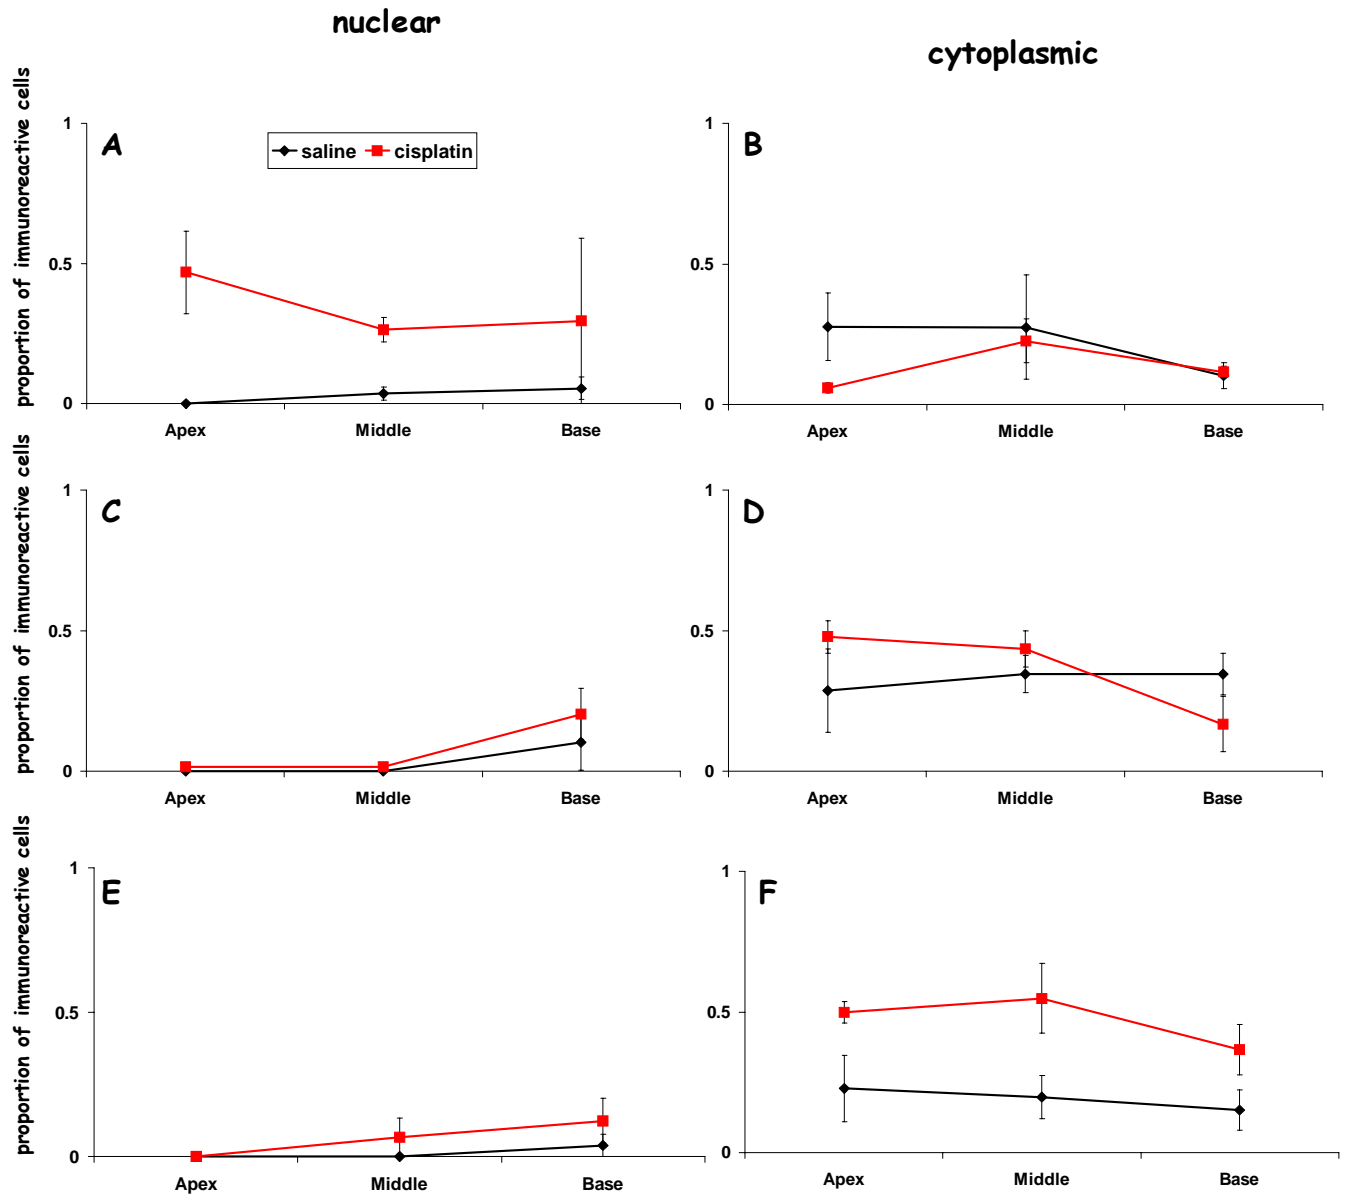 nuclear
cytoplasmic
proportion of immunoreactive cells
1
A
saline cisplatin
0.5
0
Apex Middle Base
1
B
0.5
0
Apex Middle Base
proportion of immunoreactive cells
1
C
0.5
0
Apex Middle Base
1
D
0.5
0
Apex Middle Base
proportion of immunoreactive cells
1
E
0.5
0
Apex Middle Base
1
F
0.5
0
Apex Middle Base